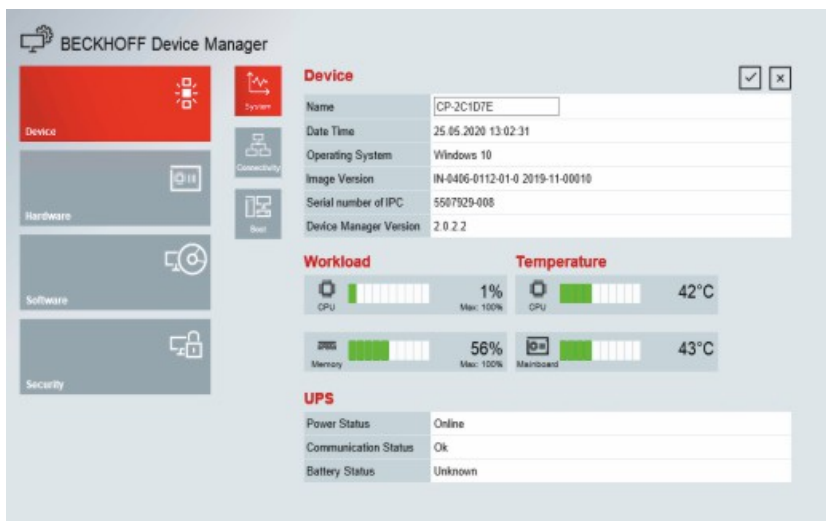 BECKHOFF Device Manager
Device
Hardware
Software
Security
System
Connectivity
Boot
Device
Name CP-2C1D7E
Date Time 25.05.2020 13:02:31
Operating System Windows 10
Image Version IN-0406-0112-01-0 2019-11-00010
Serial number of IPC 5507929-008
Device Manager Version 2.0.2.2
Workload
CPU 1%
Max: 100%
Memory 56%
Max: 100%
Temperature
CPU 42°C
Mainboard 43°C
UPS
Power Status Online
Communication Status Ok
Battery Status Unknown